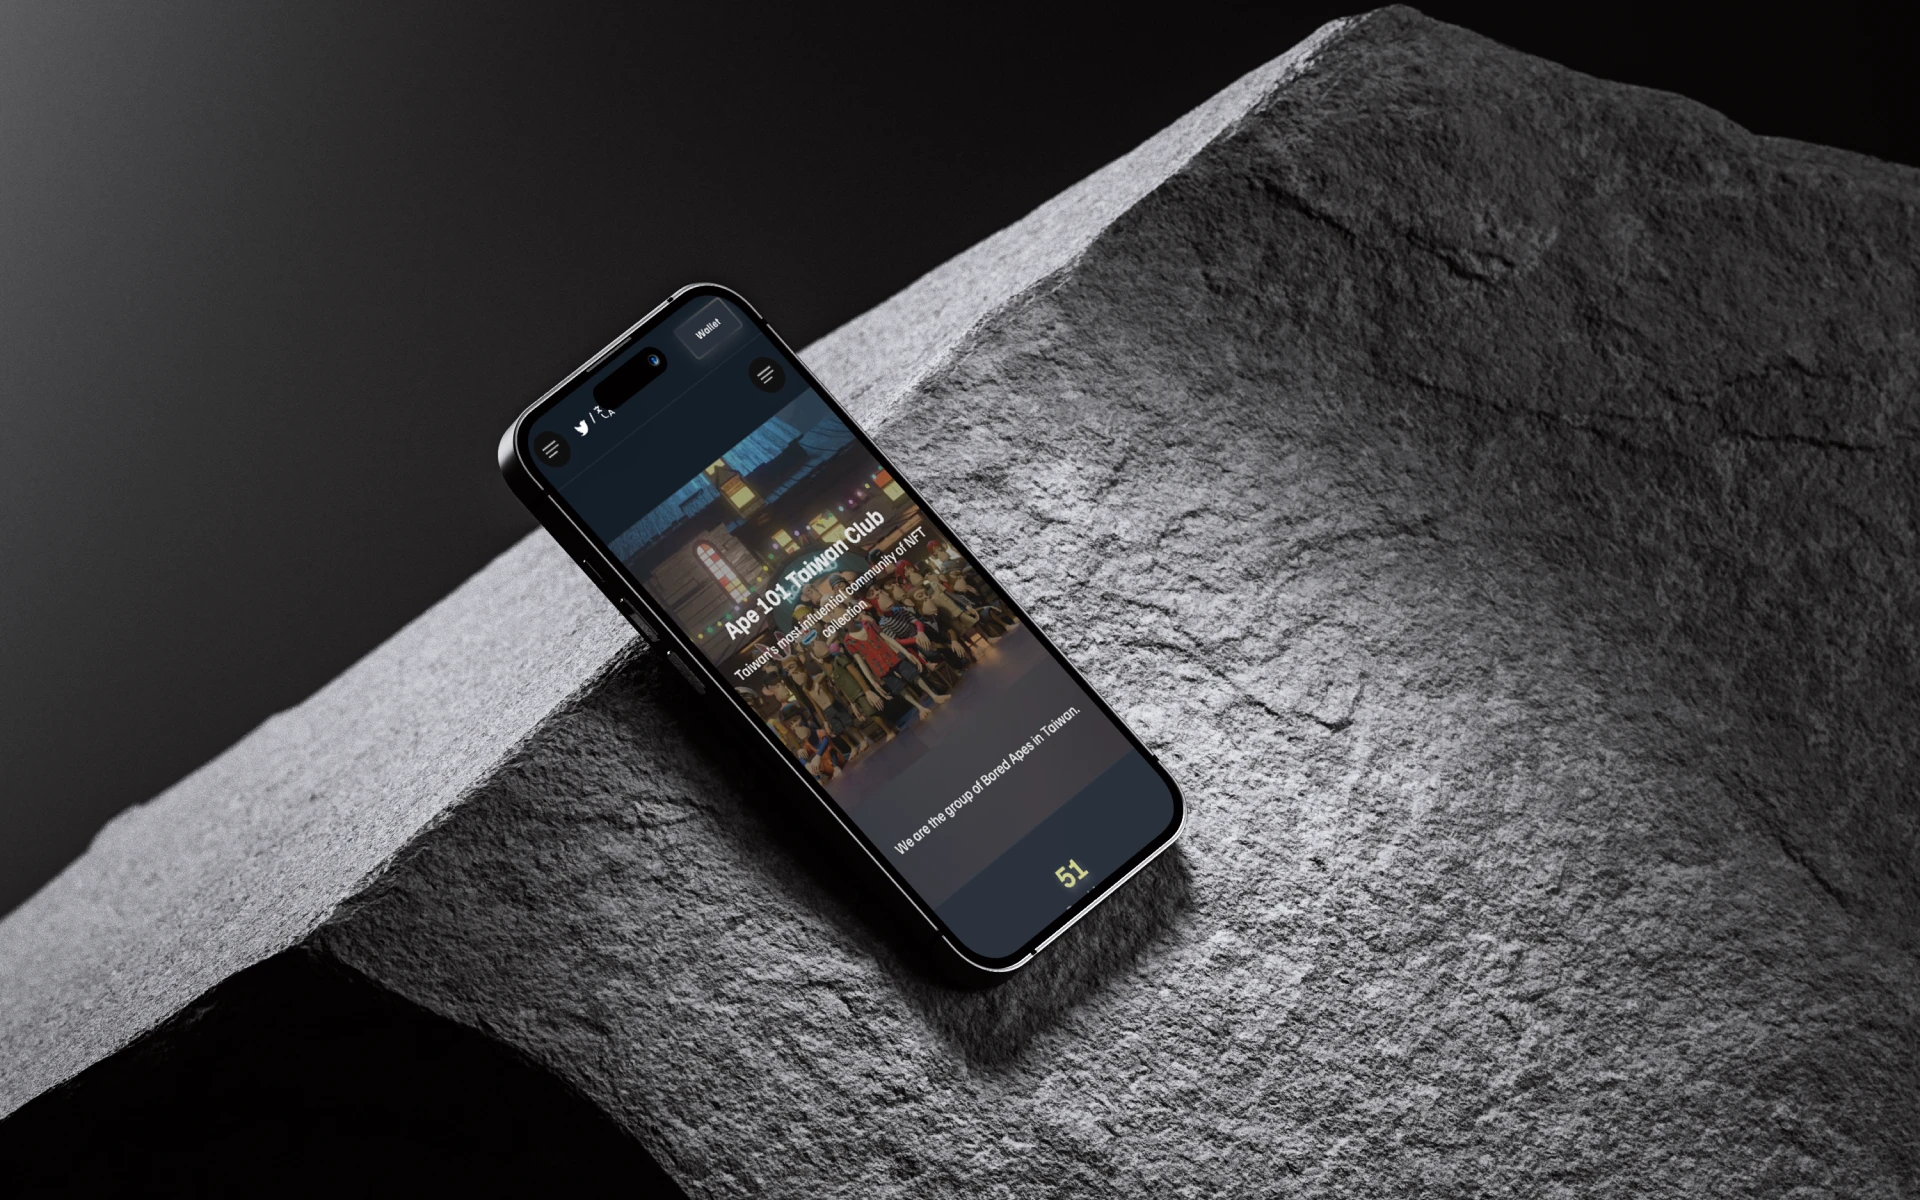 Wallet
Ape 101 Taiwan Club
Taiwan's most influential community of NFT
collection
We are the group of Bored Apes in Taiwan.
51